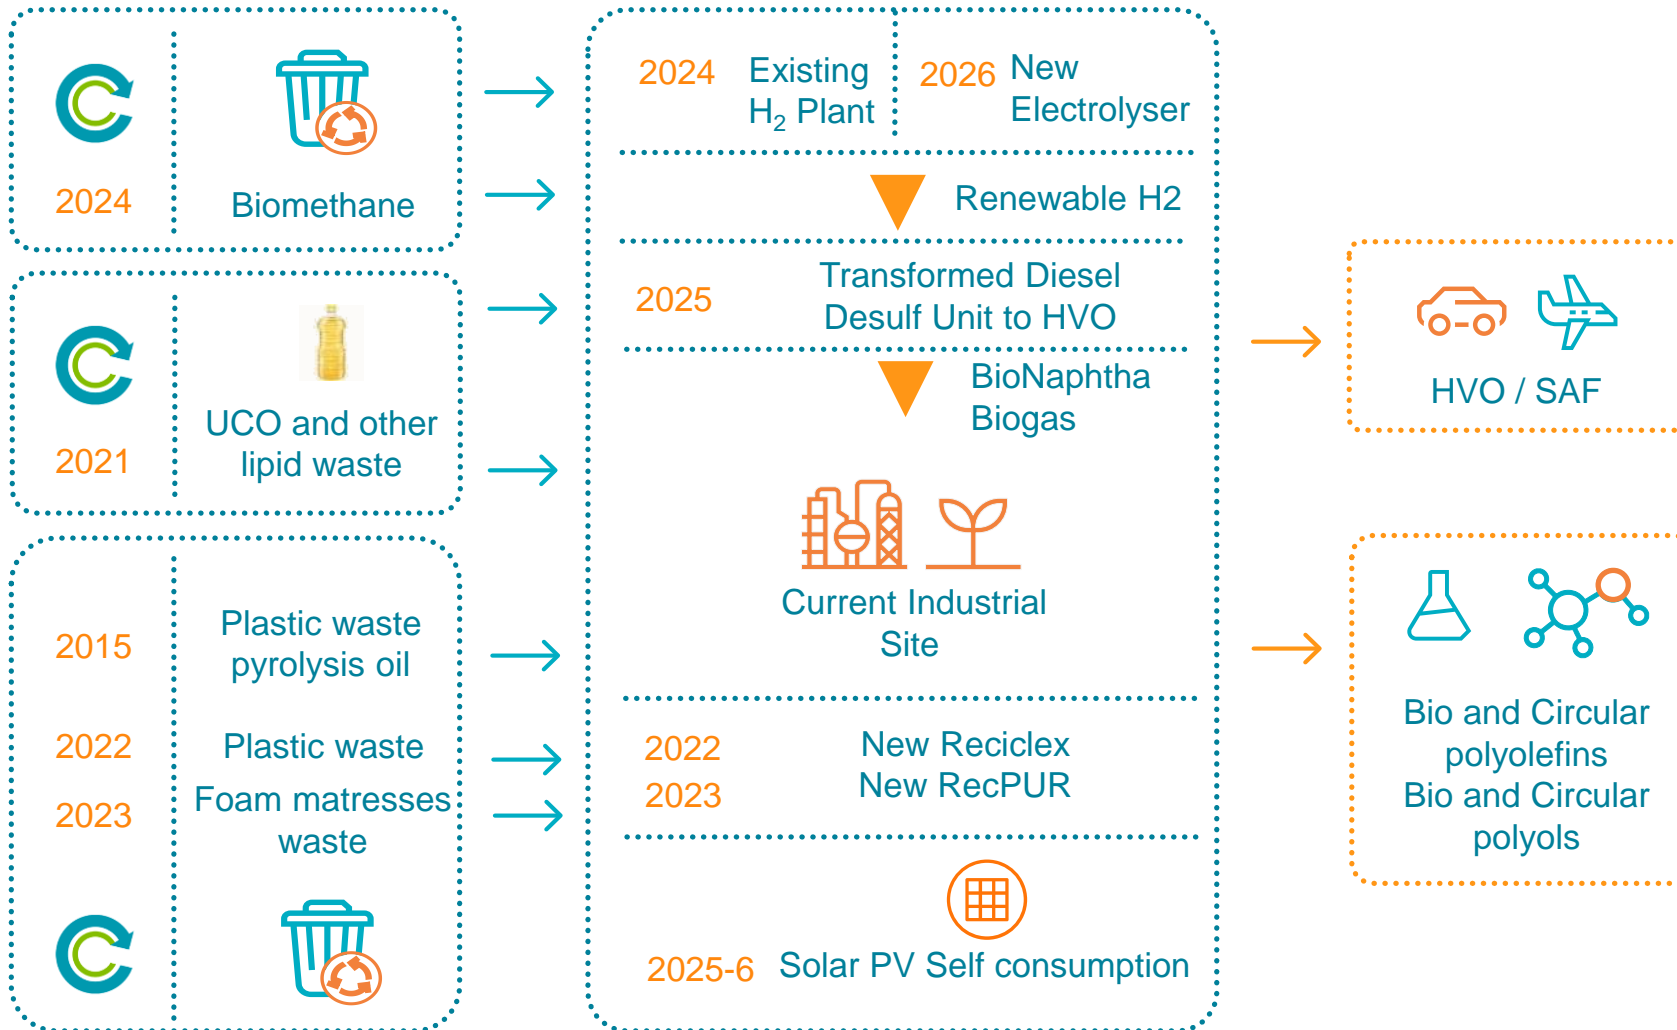 2024
Biomethane
2021
UCO and other
lipid waste
2015
Plastic waste
pyrolysis oil
2022
Plastic waste
2023
Foam matresses
waste
2024
Existing
H₂ Plant
2026
New
Electrolyser
Renewable H2
2025
Transformed Diesel
Desulf Unit to HVO
BioNaphtha
Biogas
Current Industrial
Site
2022
New Reciclex
2023
New RecPUR
2025-6
Solar PV Self consumption
HVO / SAF
Bio and Circular
polyolefins
Bio and Circular
polyols